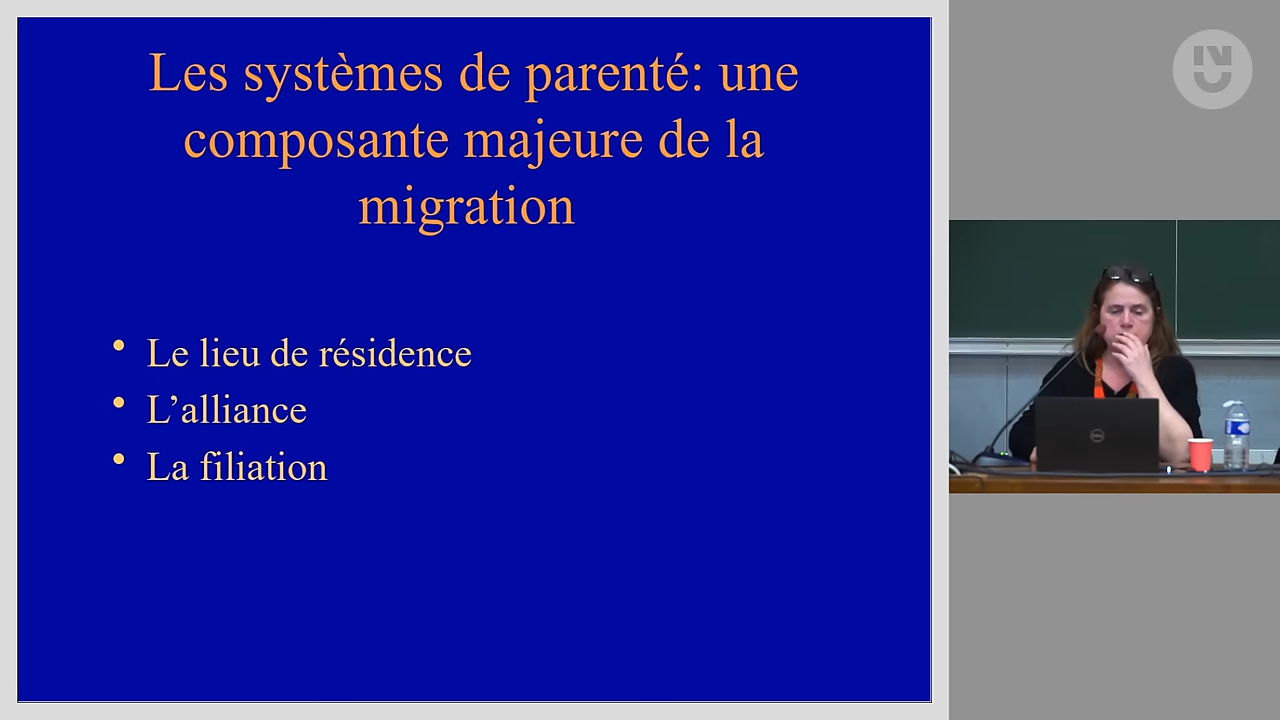 Les systèmes de parenté: une
composante majeure de la
migration
• Le lieu de résidence
• L’alliance
• La filiation